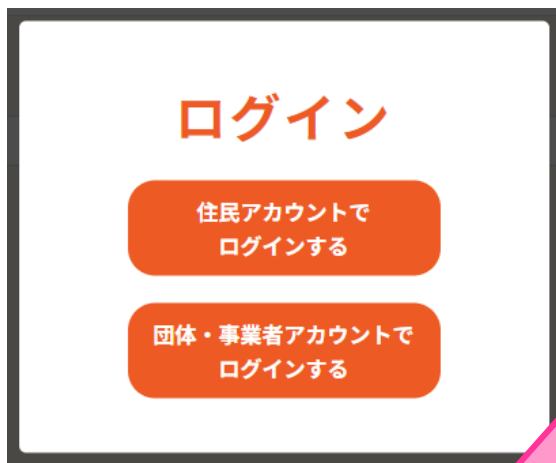 ログイン
住民アカウントで
ログインする
団体・事業者アカウントで
ログインする